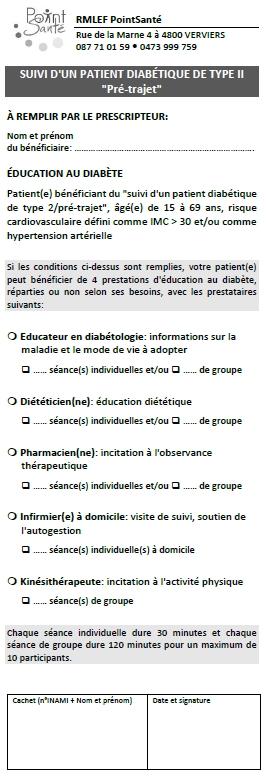 Point
Santé
RMLEF PointSanté
Rue de la Marne 4 à 4800 VERVIERS
087 71 01 59 • 0473 999 759
SUIVI D'UN PATIENT DIABÉTIQUE DE TYPE II
"Pré-trajet"
À REMPLIR PAR LE PRESCRIPTEUR:
Nom et prénom
du bénéficiaire: ......................................................................
ÉDUCATION AU DIABÈTE
Patient(e) bénéficiant du "suivi d'un patient diabétique
de type 2/pré-trajet", âgé(e) de 15 à 69 ans, risque
cardiovasculaire défini comme IMC > 30 et/ou comme
hypertension artérielle
Si les conditions ci-dessus sont remplies, votre patient(e)
peut bénéficier de 4 prestations d'éducation au diabète,
réparties ou non selon ses besoins, avec les prestataires
suivants:
❍ Educateur en diabétologie: informations sur la
maladie et le mode de vie à adopter
❑ ...... séance(s) individuelles et/ou ❑ ...... de groupe
❍ Diététicien(ne): éducation diététique
❑ ...... séance(s) individuelles et/ou ❑ ...... de groupe
❍ Pharmacien(ne): incitation à l'observance
thérapeutique
❑ ...... séance(s) individuelles et/ou ❑ ...... de groupe
❍ Infirmier(e) à domicile: visite de suivi, soutien de
l'autogestion
❑ ...... séance(s) individuelle(s) à domicile
❍ Kinésithérapeute: incitation à l'activité physique
❑ ...... séance(s) de groupe
Chaque séance individuelle dure 30 minutes et chaque
séance de groupe dure 120 minutes pour un maximum de
10 participants.
Cachet (n°INAMI + Nom et prénom)
Date et signature